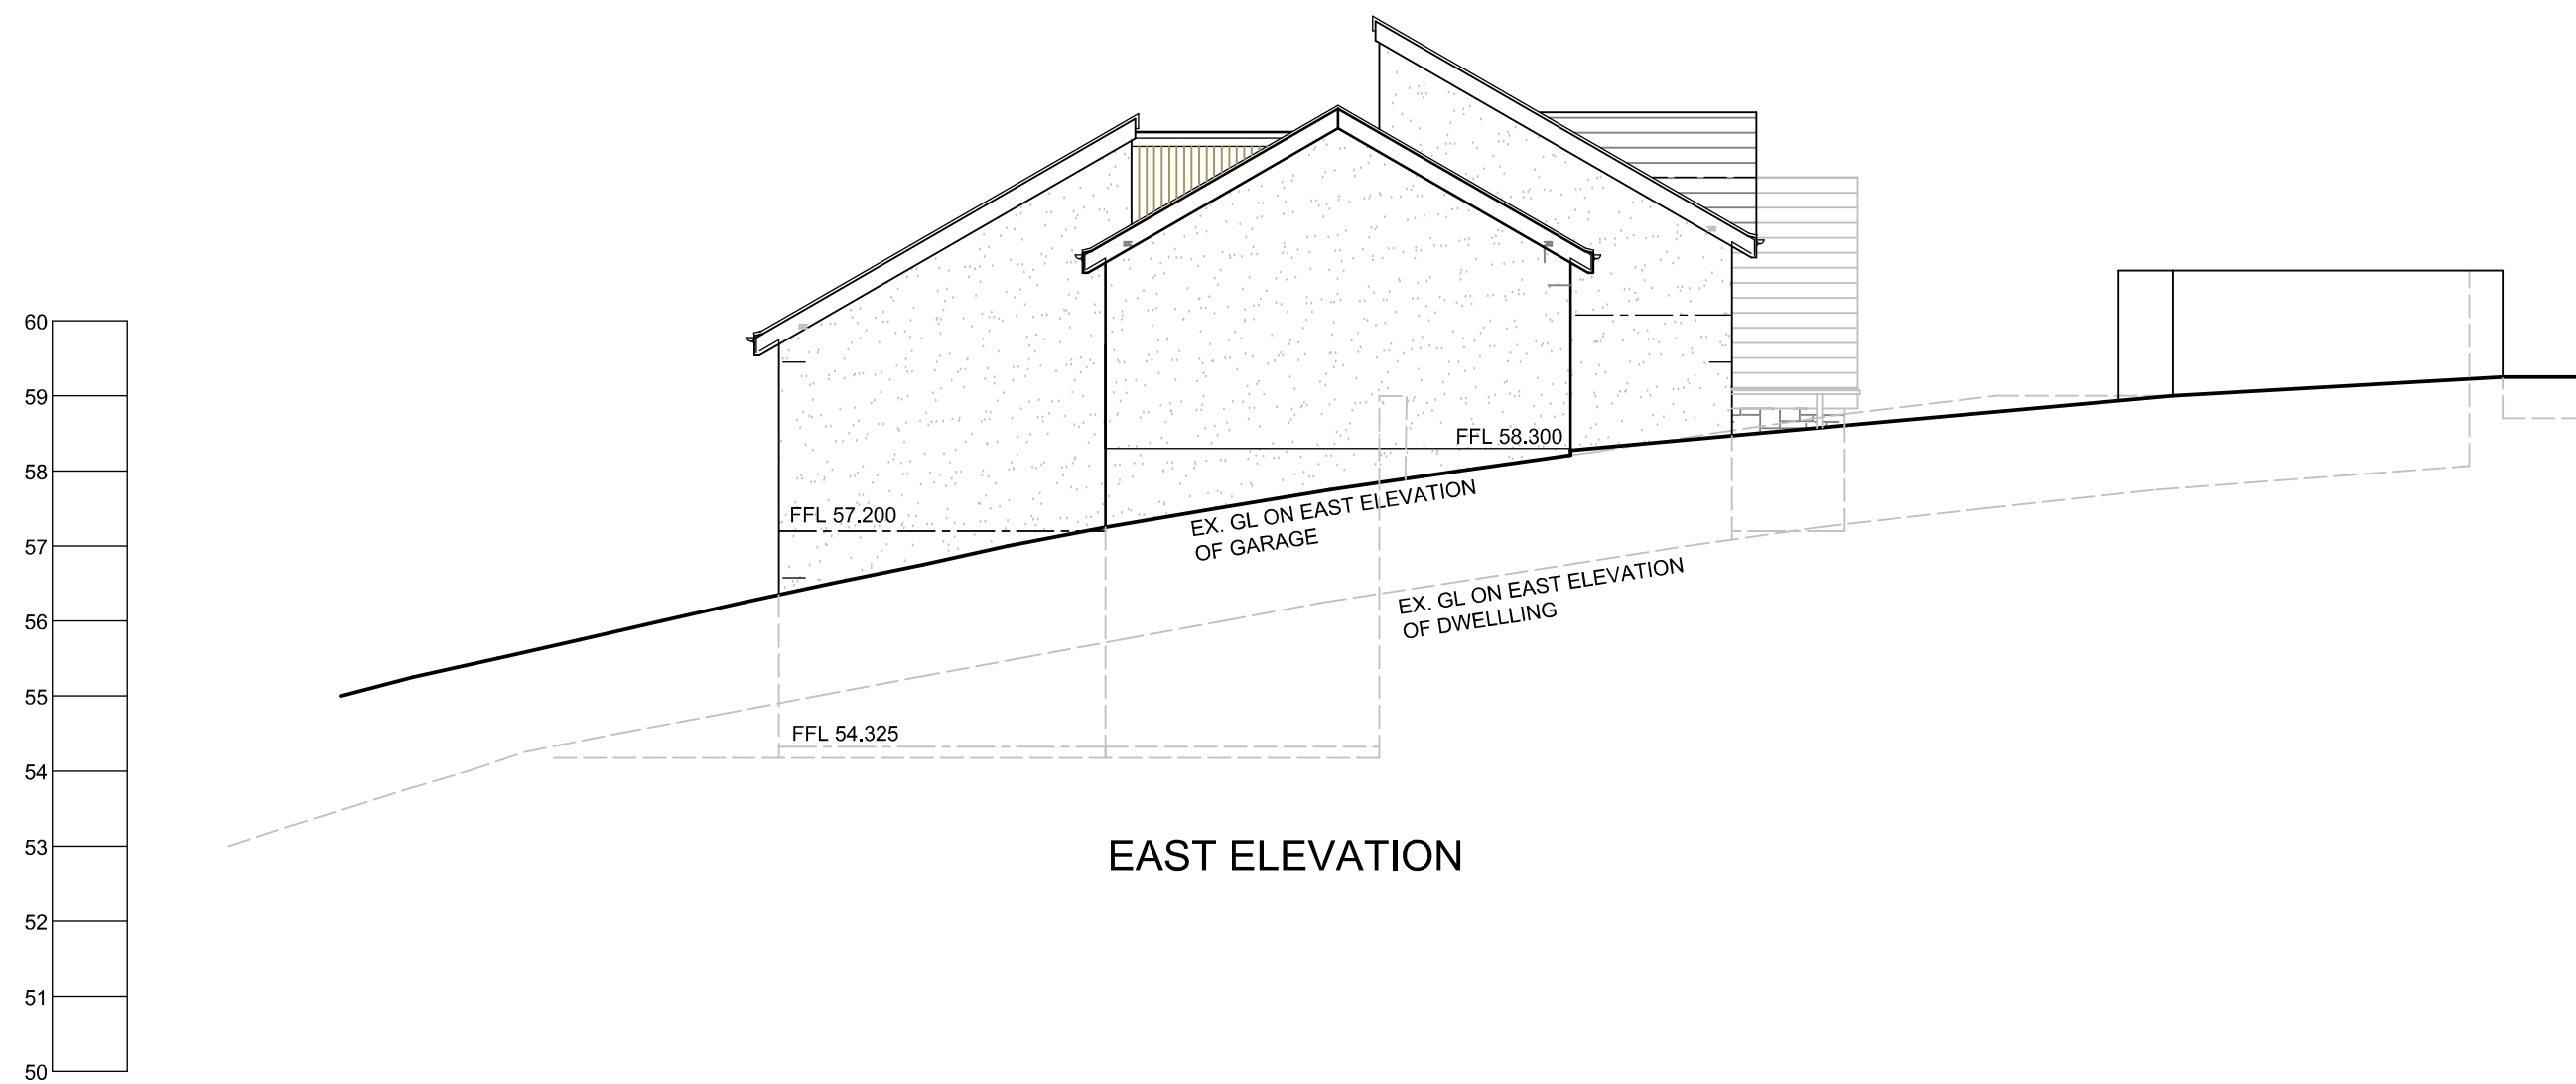 60
59
58
57
56
55
54
53
52
51
50
FFL 58.300
FFL 57.200
EX. GL ON EAST ELEVATION
OF GARAGE
EX. GL ON EAST ELEVATION
OF DWELLLING
FFL 54.325
EAST ELEVATION